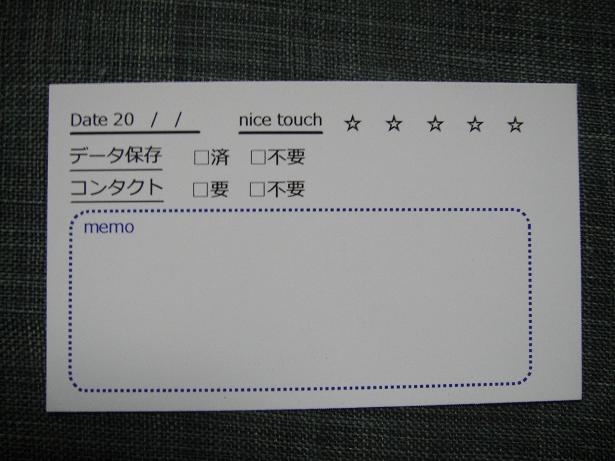 Date 20 / / nice touch ☆ ☆ ☆ ☆ ☆
データ保存 □済 □不要
コンタクト □要 □不要
memo